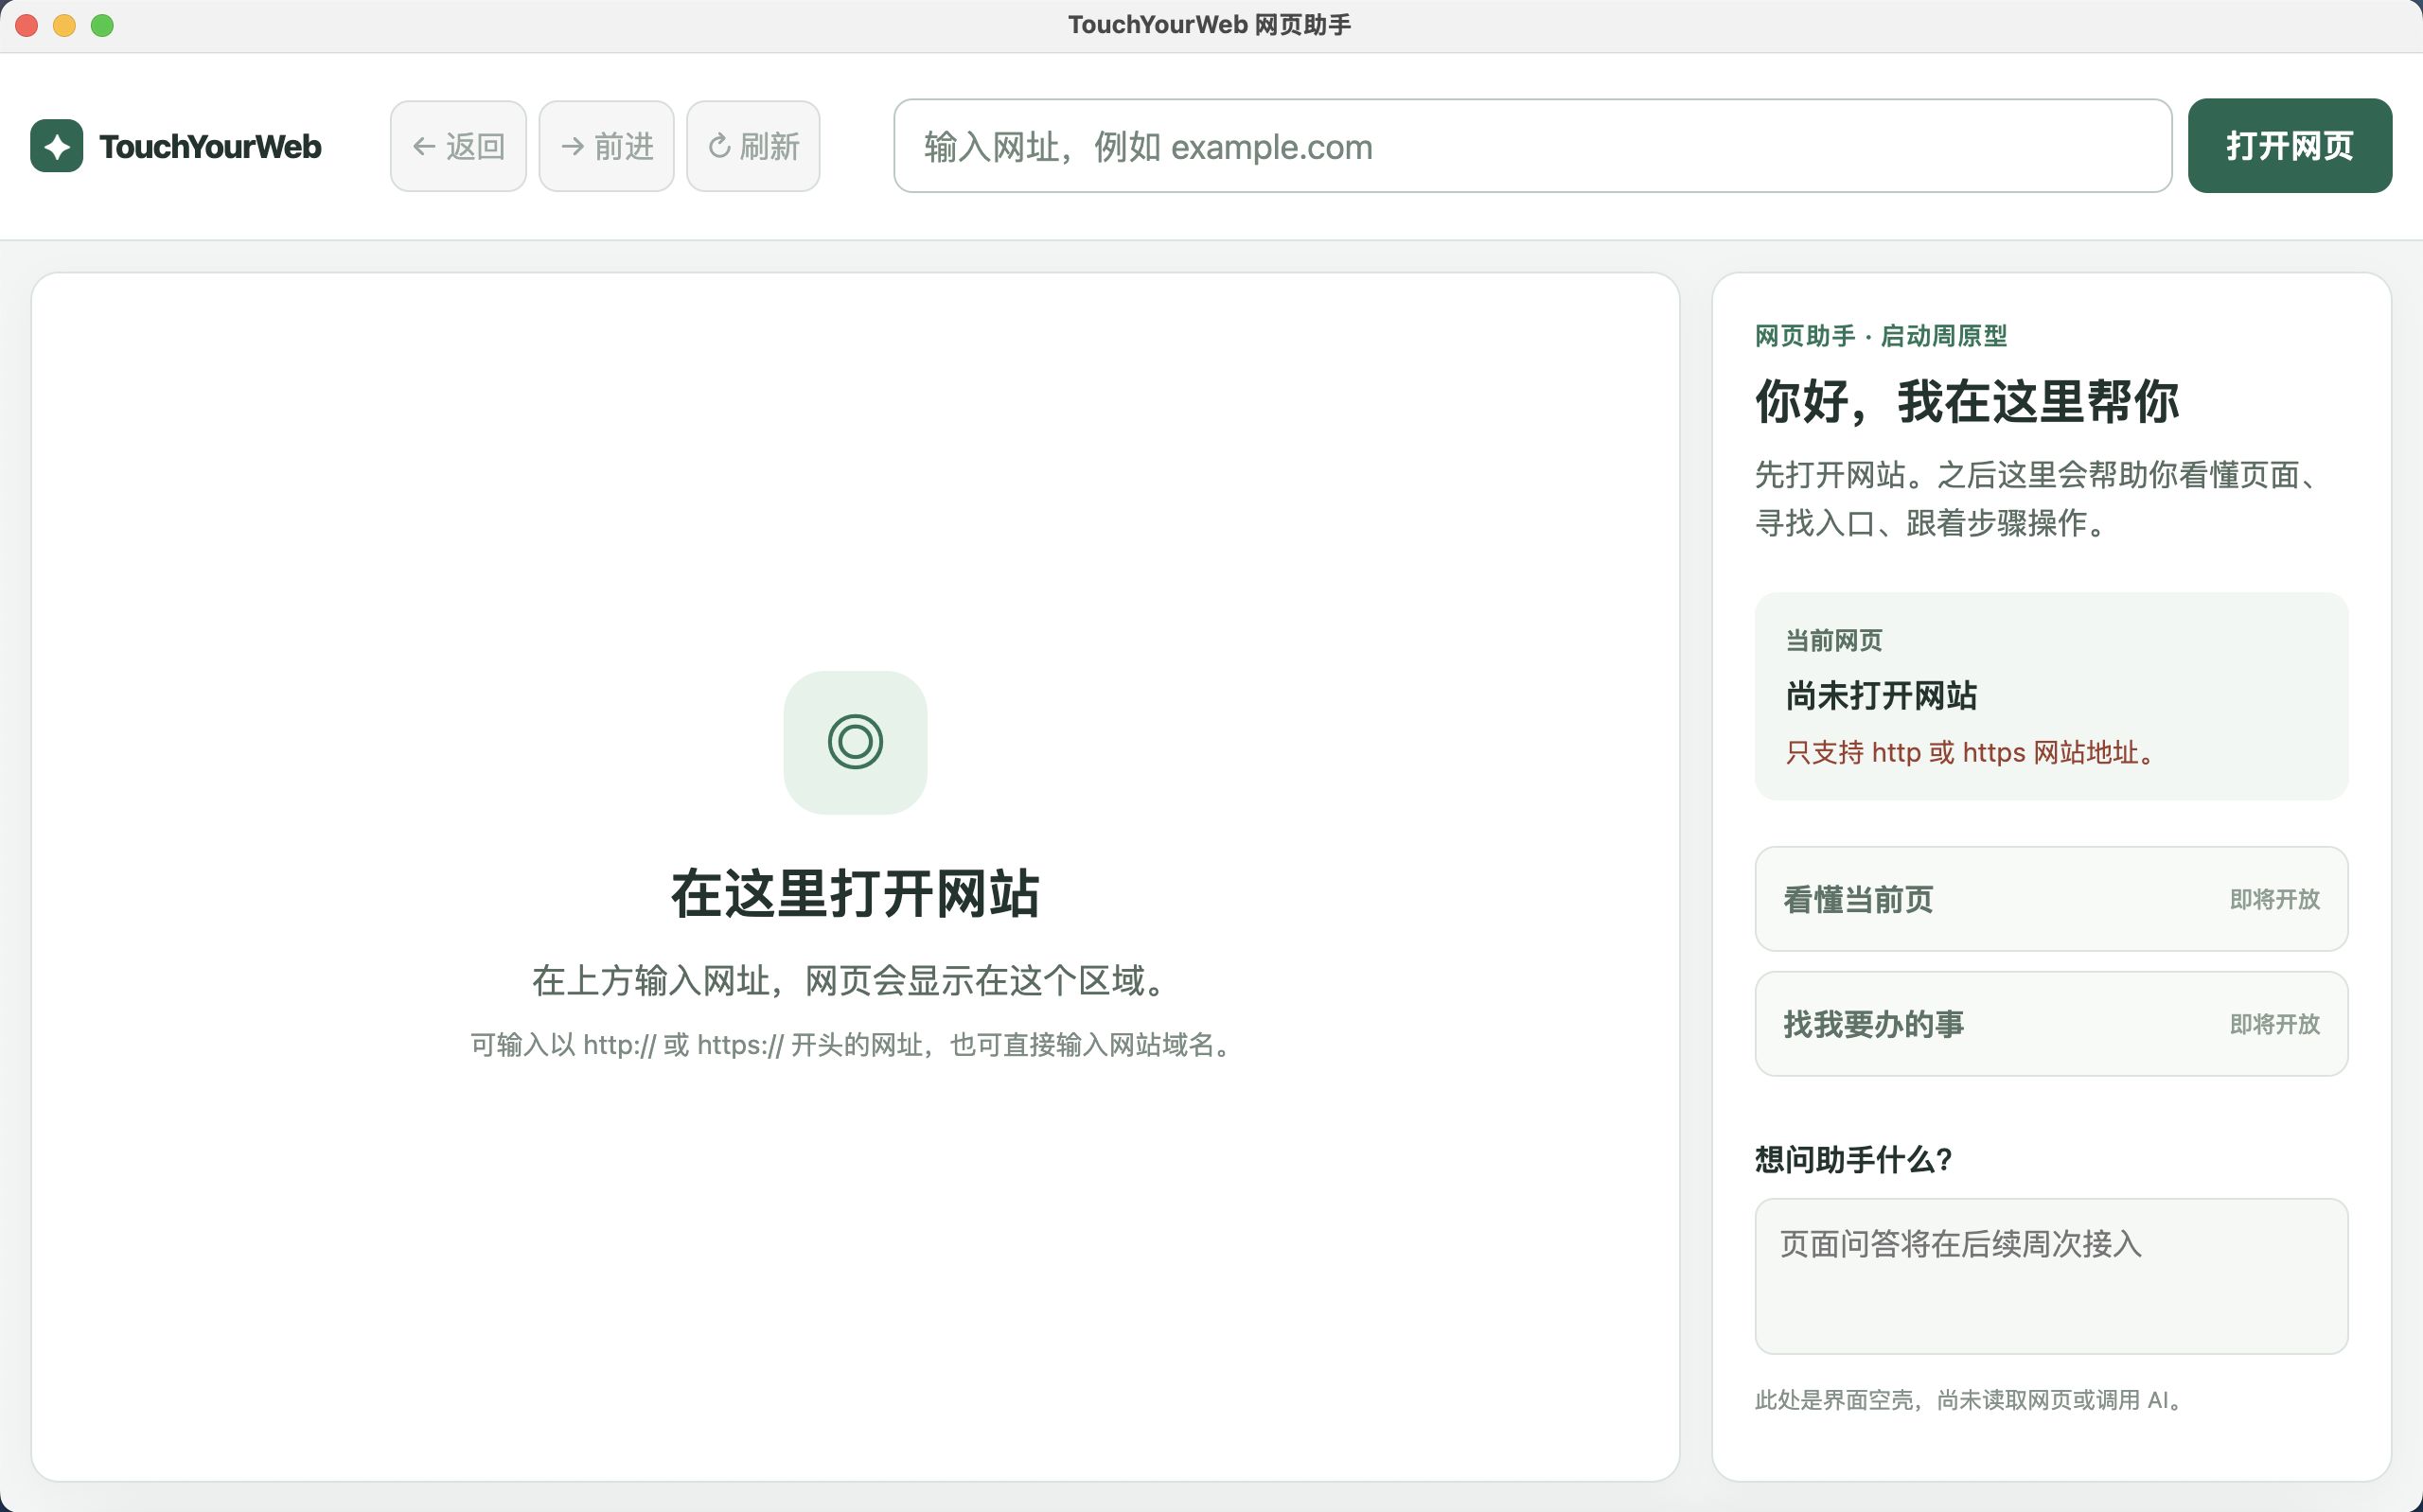 TouchYourWeb 网页助手
TouchYourWeb
← 返回
→ 前进
↻ 刷新
输入网址，例如 example.com
打开网页
在这里打开网站
在上方输入网址，网页会显示在这个区域。
可输入以 http:// 或 https:// 开头的网址，也可直接输入网站域名。
网页助手 · 启动周原型
你好，我在这里帮你
先打开网站。之后这里会帮助你看懂页面、
寻找入口、跟着步骤操作。
当前网页
尚未打开网站
只支持 http 或 https 网站地址。
看懂当前页
即将开放
找我要办的事
即将开放
想问助手什么？
页面问答将在后续周次接入
此处是界面空壳，尚未读取网页或调用 AI。